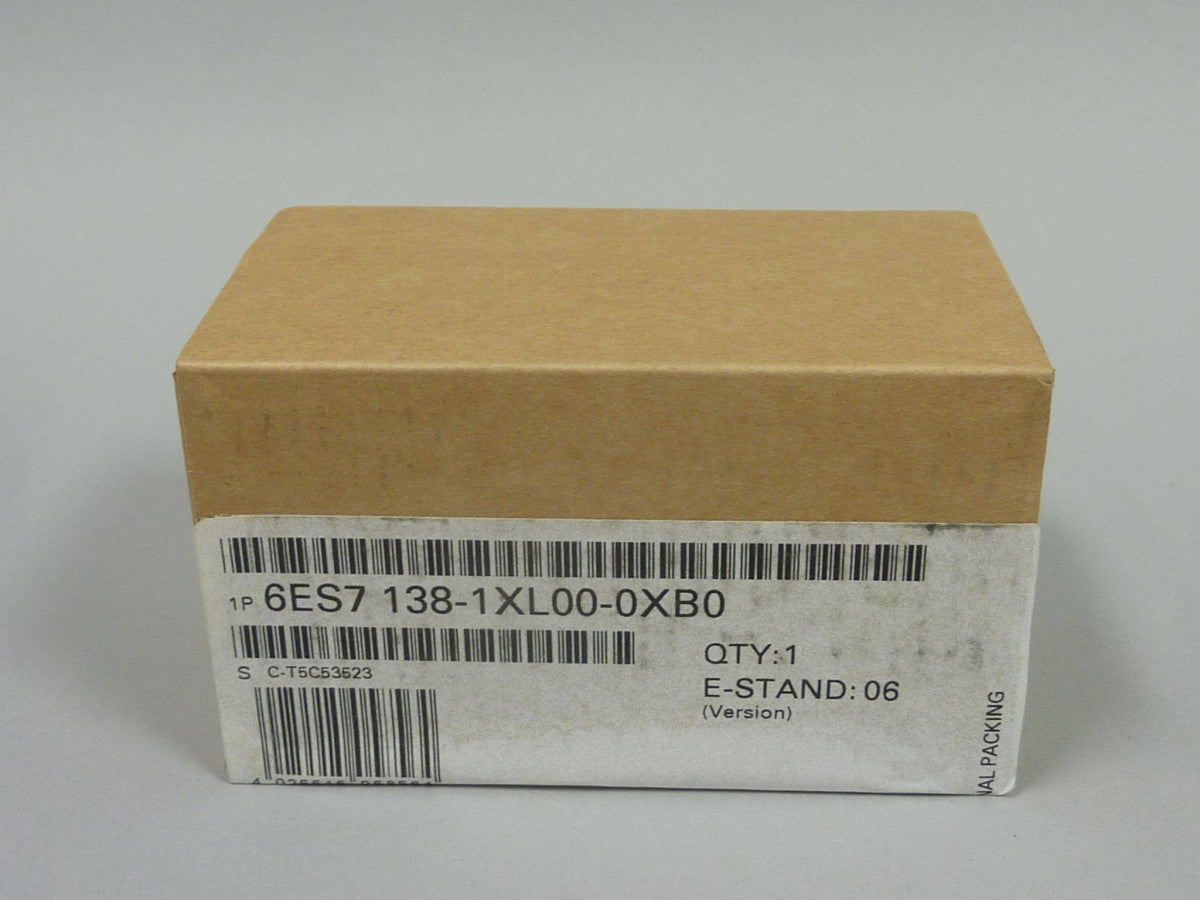 1P 6ES7 138-1XL00-0XB0
S C-T5C53523
QTY:1
E-STAND: 06
(Version)
NAL PACKING